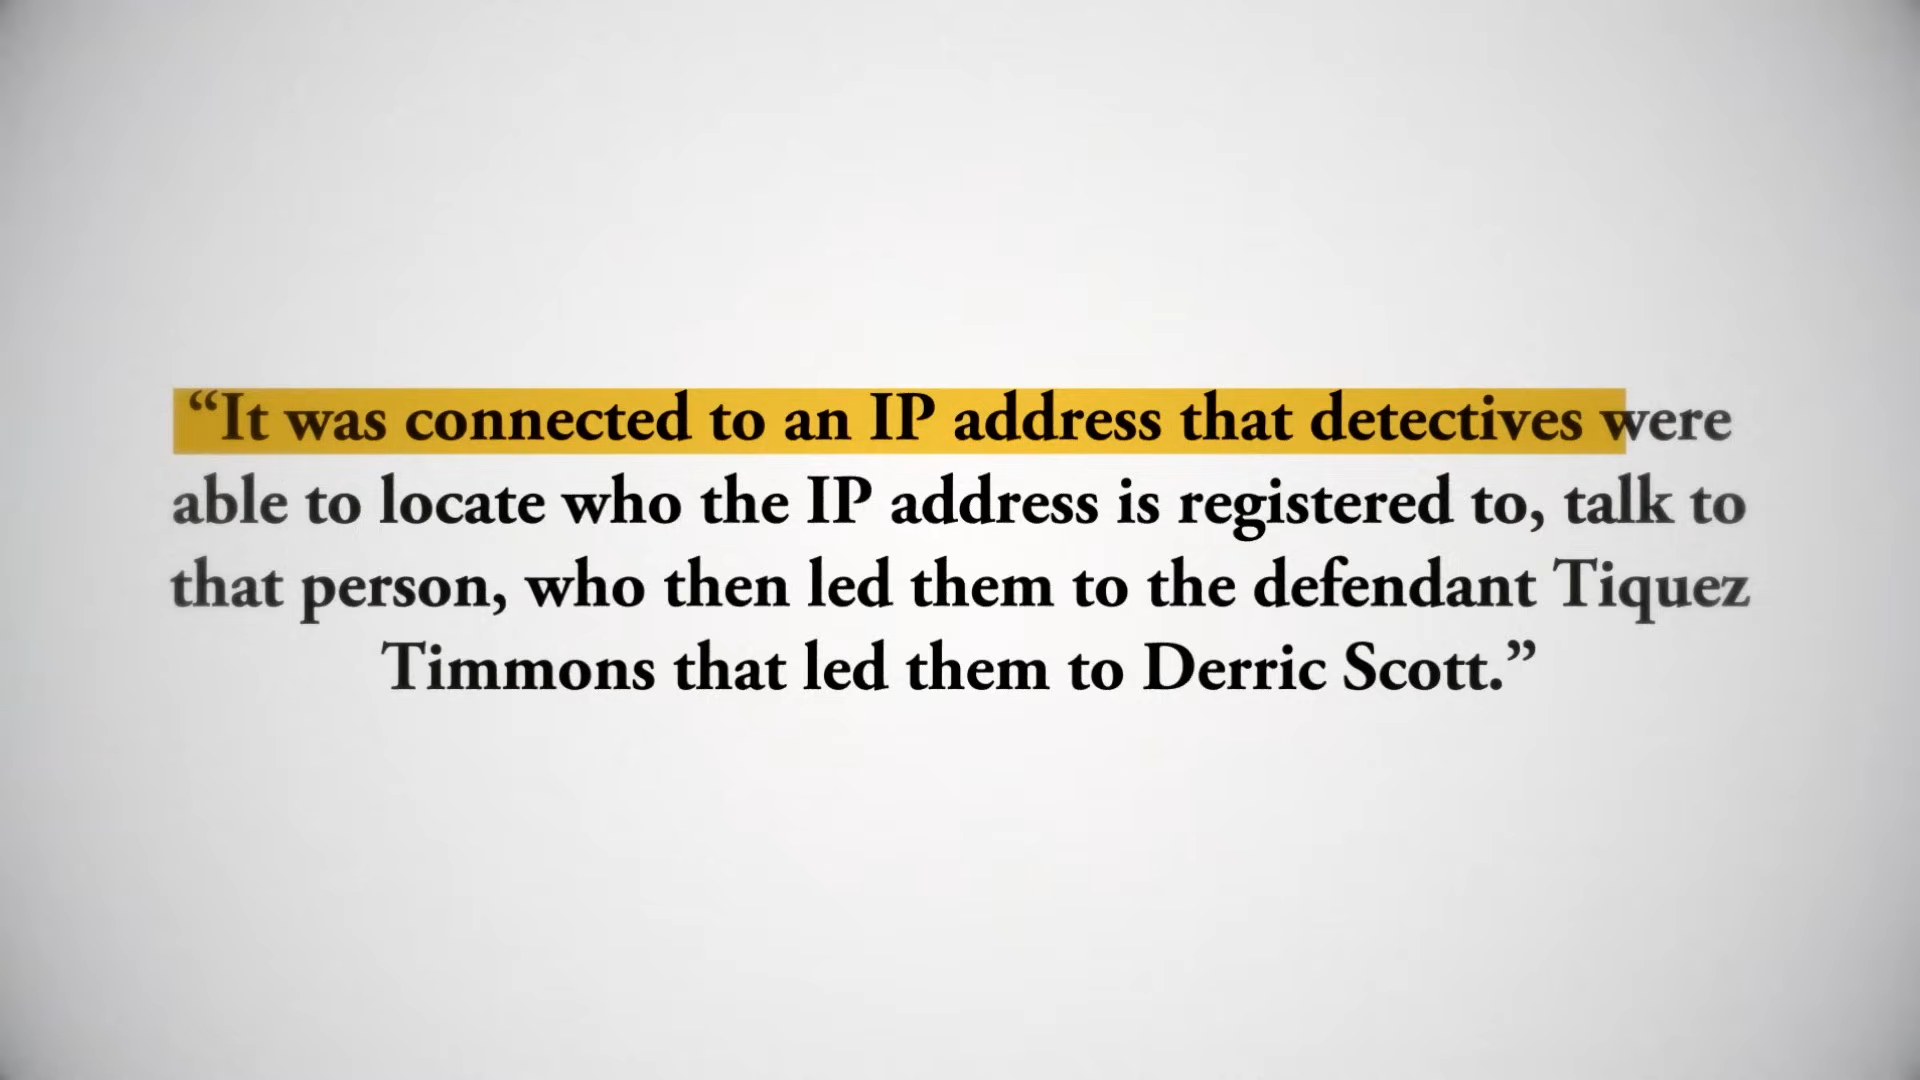 “It was connected to an IP address that detectives were
able to locate who the IP address is registered to, talk to
that person, who then led them to the defendant Tiquez
Timmons that led them to Derric Scott.”